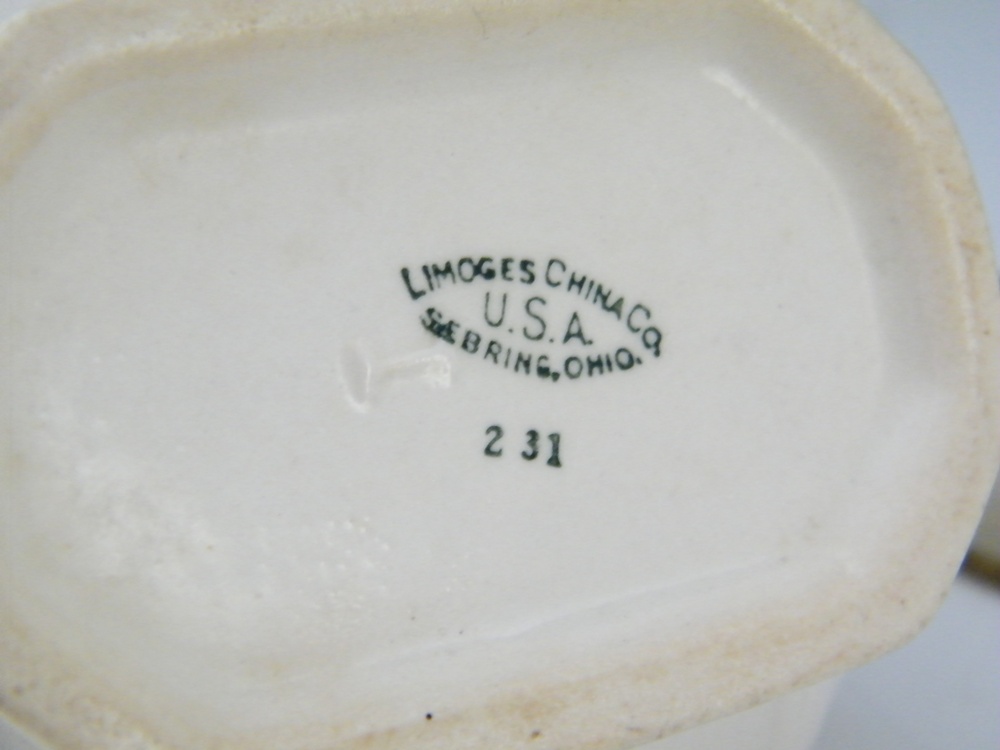 LIMOGES CHINA CO.
U.S.A.
SEBRING, OHIO.
2 31